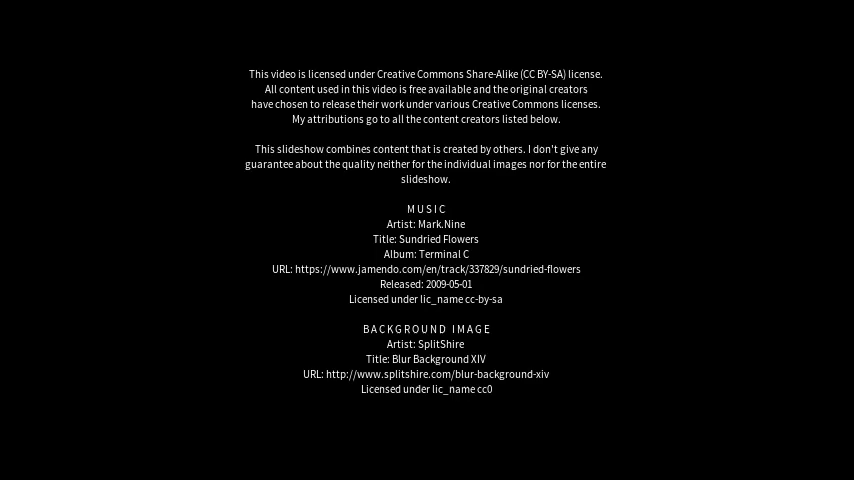 This video is licensed under Creative Commons Share-Alike (CC BY-SA) license.
All content used in this video is free available and the original creators
have chosen to release their work under various Creative Commons licenses.
My attributions go to all the content creators listed below.
This slideshow combines content that is created by others. I don't give any
guarantee about the quality neither for the individual images nor for the entire
slideshow.
MUSIC
Artist: Mark.Nine
Title: Sundried Flowers
Album: Terminal C
URL: https://www.jamendo.com/en/track/337829/sundried-flowers
Released: 2009-05-01
Licensed under lic_name cc-by-sa
BACKGROUND IMAGE
Artist: SplitShire
Title: Blur Background XIV
URL: http://www.splitshire.com/blur-background-xiv
Licensed under lic_name cc0